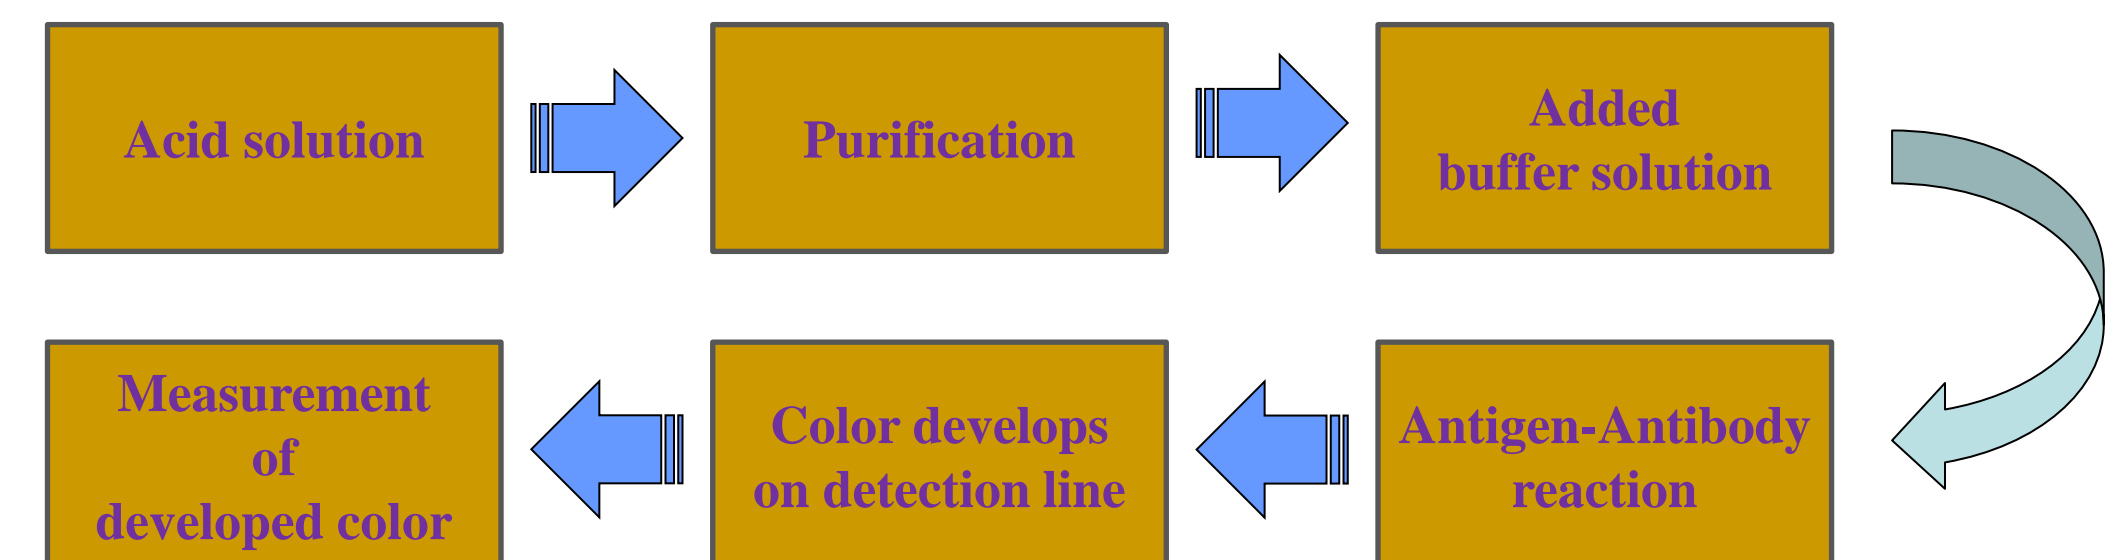 Acid solution
Purification
Added
buffer solution
Antigen-Antibody
reaction
Color develops
on detection line
Measurement
of
developed color